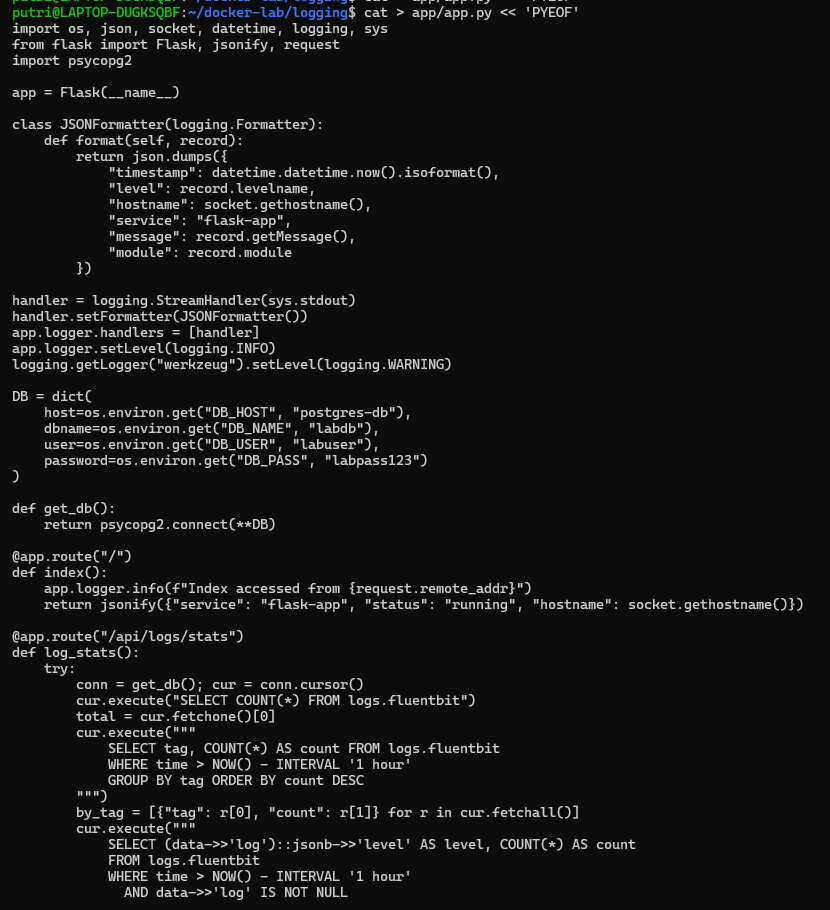 putri@LAPTOP-DUGKSQBF:~/docker-lab/logging$ cat > app/app.py << 'PYEOF'
import os, json, socket, datetime, logging, sys
from flask import Flask, jsonify, request
import psycopg2

app = Flask(__name__)

class JSONFormatter(logging.Formatter):
    def format(self, record):
        return json.dumps({
            "timestamp": datetime.datetime.now().isoformat(),
            "level": record.levelname,
            "hostname": socket.gethostname(),
            "service": "flask-app",
            "message": record.getMessage(),
            "module": record.module
        })

handler = logging.StreamHandler(sys.stdout)
handler.setFormatter(JSONFormatter())
app.logger.handlers = [handler]
app.logger.setLevel(logging.INFO)
logging.getLogger("werkzeug").setLevel(logging.WARNING)

DB = dict(
    host=os.environ.get("DB_HOST", "postgres-db"),
    dbname=os.environ.get("DB_NAME", "labdb"),
    user=os.environ.get("DB_USER", "labuser"),
    password=os.environ.get("DB_PASS", "labpass123")
)

def get_db():
    return psycopg2.connect(**DB)

@app.route("/")
def index():
    app.logger.info(f"Index accessed from {request.remote_addr}")
    return jsonify({"service": "flask-app", "status": "running", "hostname": socket.gethostname()})

@app.route("/api/logs/stats")
def log_stats():
    try:
        conn = get_db(); cur = conn.cursor()
        cur.execute("SELECT COUNT(*) FROM logs.fluentbit")
        total = cur.fetchone()[0]
        cur.execute("""
            SELECT tag, COUNT(*) AS count FROM logs.fluentbit
            WHERE time > NOW() - INTERVAL '1 hour'
            GROUP BY tag ORDER BY count DESC
        """)
        by_tag = [{"tag": r[0], "count": r[1]} for r in cur.fetchall()]
        cur.execute("""
            SELECT (data->>'log')::jsonb->>'level' AS level, COUNT(*) AS count
            FROM logs.fluentbit
            WHERE time > NOW() - INTERVAL '1 hour'
              AND data->>'log' IS NOT NULL